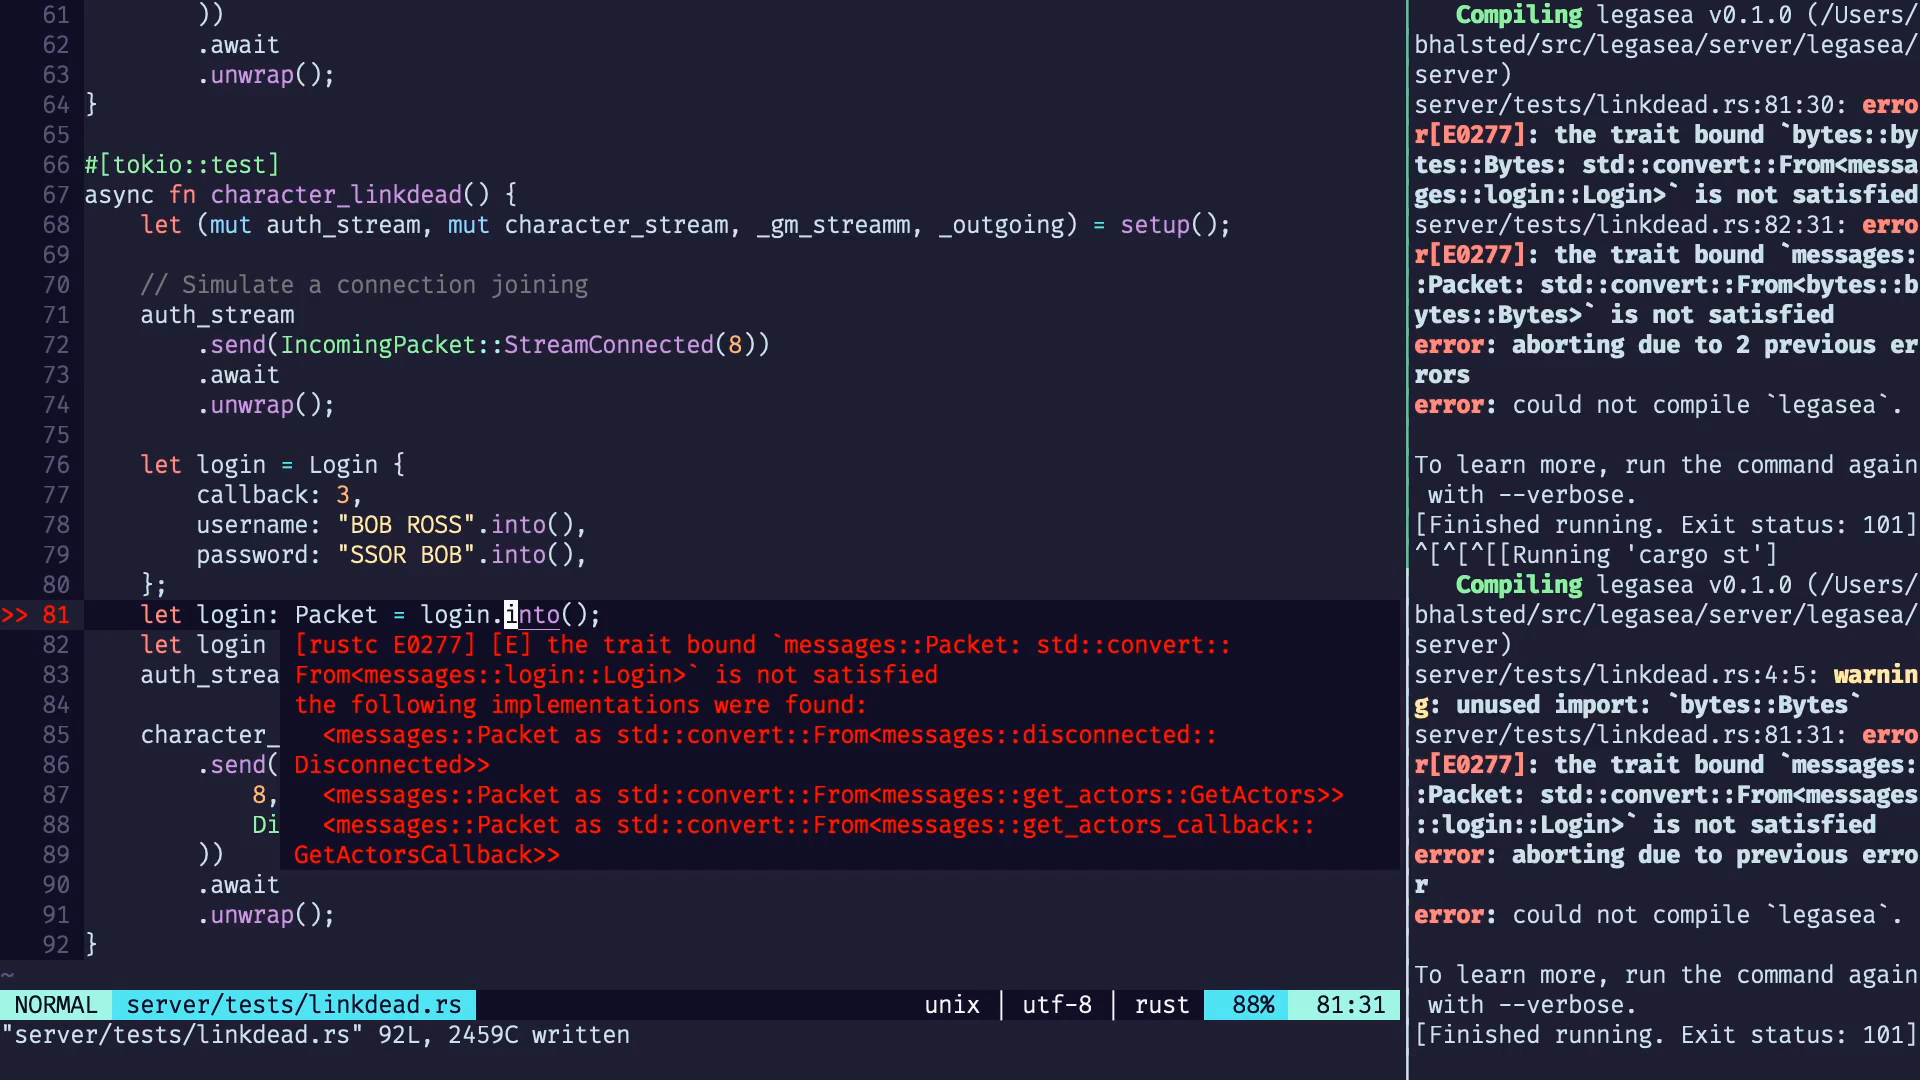 61         ))
62         .await
63         .unwrap();
64 }
65
66 #[tokio::test]
67 async fn character_linkdead() {
68     let (mut auth_stream, mut character_stream, _gm_streamm, _outgoing) = setup();
69
70     // Simulate a connection joining
71     auth_stream
72         .send(IncomingPacket::StreamConnected(8))
73         .await
74         .unwrap();
75
76     let login = Login {
77         callback: 3,
78         username: "BOB ROSS".into(),
79         password: "SSOR BOB".into(),
80     };
>> 81     let login: Packet = login.into();
82     let login
83     auth_strea
84
85     character_
86         .send(
87             8,
88             Di
89         ))
90         .await
91         .unwrap();
92 }
~
[rustc E0277] [E] the trait bound `messages::Packet: std::convert::
From<messages::login::Login>` is not satisfied
the following implementations were found:
  <messages::Packet as std::convert::From<messages::disconnected::
Disconnected>>
  <messages::Packet as std::convert::From<messages::get_actors::GetActors>>
  <messages::Packet as std::convert::From<messages::get_actors_callback::
GetActorsCallback>>
NORMAL server/tests/linkdead.rs unix | utf-8 | rust 88% 81:31
"server/tests/linkdead.rs" 92L, 2459C written
   Compiling legasea v0.1.0 (/Users/
bhalsted/src/legasea/server/legasea/
server)
server/tests/linkdead.rs:81:30: erro
r[E0277]: the trait bound `bytes::by
tes::Bytes: std::convert::From<messa
ges::login::Login>` is not satisfied
server/tests/linkdead.rs:82:31: erro
r[E0277]: the trait bound `messages:
:Packet: std::convert::From<bytes::b
ytes::Bytes>` is not satisfied
error: aborting due to 2 previous er
rors
error: could not compile `legasea`.

To learn more, run the command again
 with --verbose.
[Finished running. Exit status: 101]
^[^[^[[Running 'cargo st']
   Compiling legasea v0.1.0 (/Users/
bhalsted/src/legasea/server/legasea/
server)
server/tests/linkdead.rs:4:5: warnin
g: unused import: `bytes::Bytes`
server/tests/linkdead.rs:81:31: erro
r[E0277]: the trait bound `messages:
:Packet: std::convert::From<messages
::login::Login>` is not satisfied
error: aborting due to previous erro
r
error: could not compile `legasea`.

To learn more, run the command again
 with --verbose.
[Finished running. Exit status: 101]